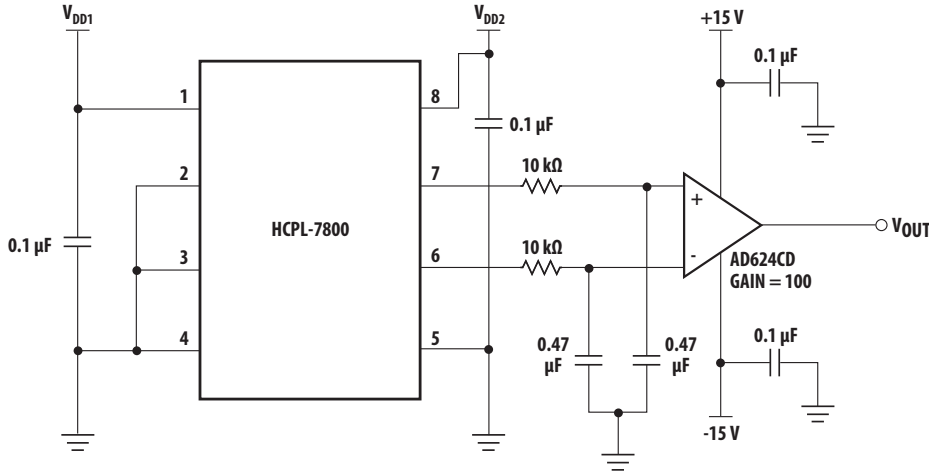 VDD1
VDD2
+15 V
0.1 µF
1
8
0.1 µF
10 kΩ
2
7
+
HCPL-7800
VOUT
0.1 µF
10 kΩ
3
6
-
AD624CD
GAIN = 100
4
5
0.47
µF
0.47
µF
0.1 µF
-15 V